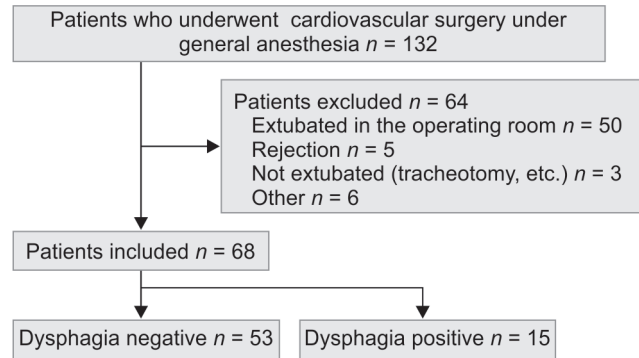 Patients who underwent cardiovascular surgery under
general anesthesia n = 132
Patients excluded n = 64
Extubated in the operating room n = 50
Rejection n = 5
Not extubated (tracheotomy, etc.) n = 3
Other n = 6
Patients included n = 68
Dysphagia negative n = 53
Dysphagia positive n = 15